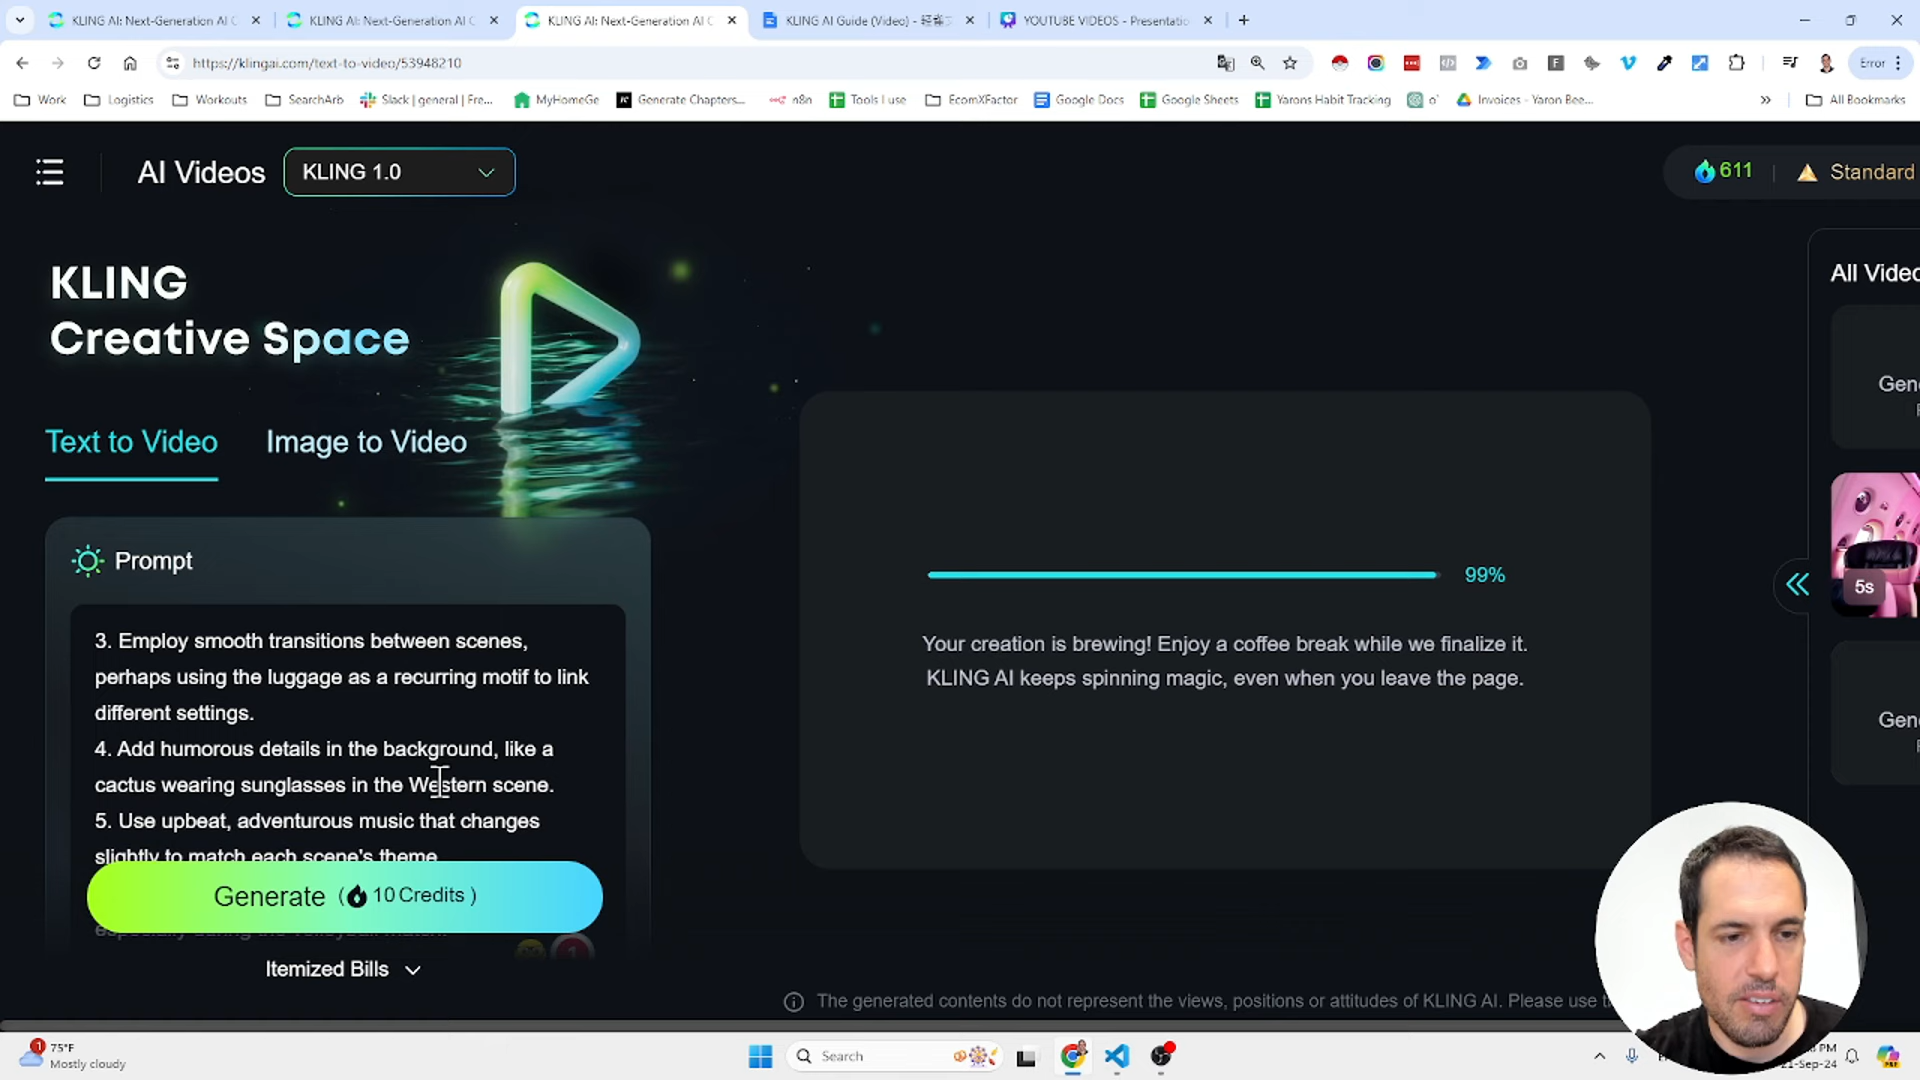 KLING AI: Next-Generation AI C
KLING AI: Next-Generation AI C
KLING AI: Next-Generation AI C
KLING AI Guide (Video) -
YOUTUBE VIDEOS - Presentatio
https://klingai.com/text-to-video/53948210
Error
Work
Logistics
Workouts
SearchArb
Slack | general | Fre...
MyHomeGe
Generate Chapters...
n8n
Tools I use
EcomXFactor
Google Docs
Google Sheets
Yarons Habit Tracking
Invoices - Yaron Bee...
All Bookmarks
AI Videos
KLING 1.0
611
Standard
KLING
Creative Space
All Video
Text to Video
Image to Video
Prompt
3. Employ smooth transitions between scenes,
perhaps using the luggage as a recurring motif to link
different settings.
4. Add humorous details in the background, like a
cactus wearing sunglasses in the Western scene.
5. Use upbeat, adventurous music that changes
slightly to match each scene's theme.
Generate ( 10 Credits )
Itemized Bills
99%
Your creation is brewing! Enjoy a coffee break while we finalize it.
KLING AI keeps spinning magic, even when you leave the page.
Gen
5s
Gen
The generated contents do not represent the views, positions or attitudes of KLING AI. Please use
1
75°F
Mostly cloudy
Search
PM
21-Sep-24